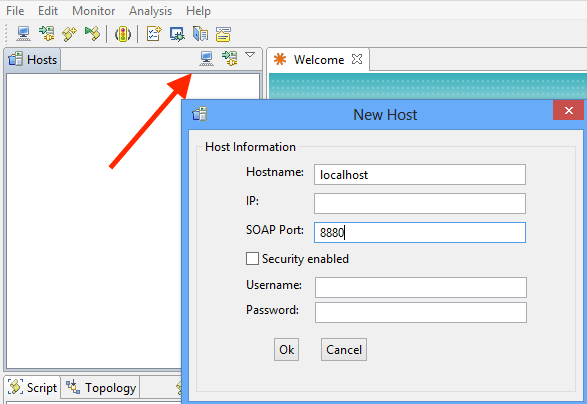 File Edit Monitor Analysis Help
Hosts
Welcome
New Host
Host Information
Hostname: localhost
IP:
SOAP Port: 8880
Security enabled
Username:
Password:
Ok Cancel
Script Topology